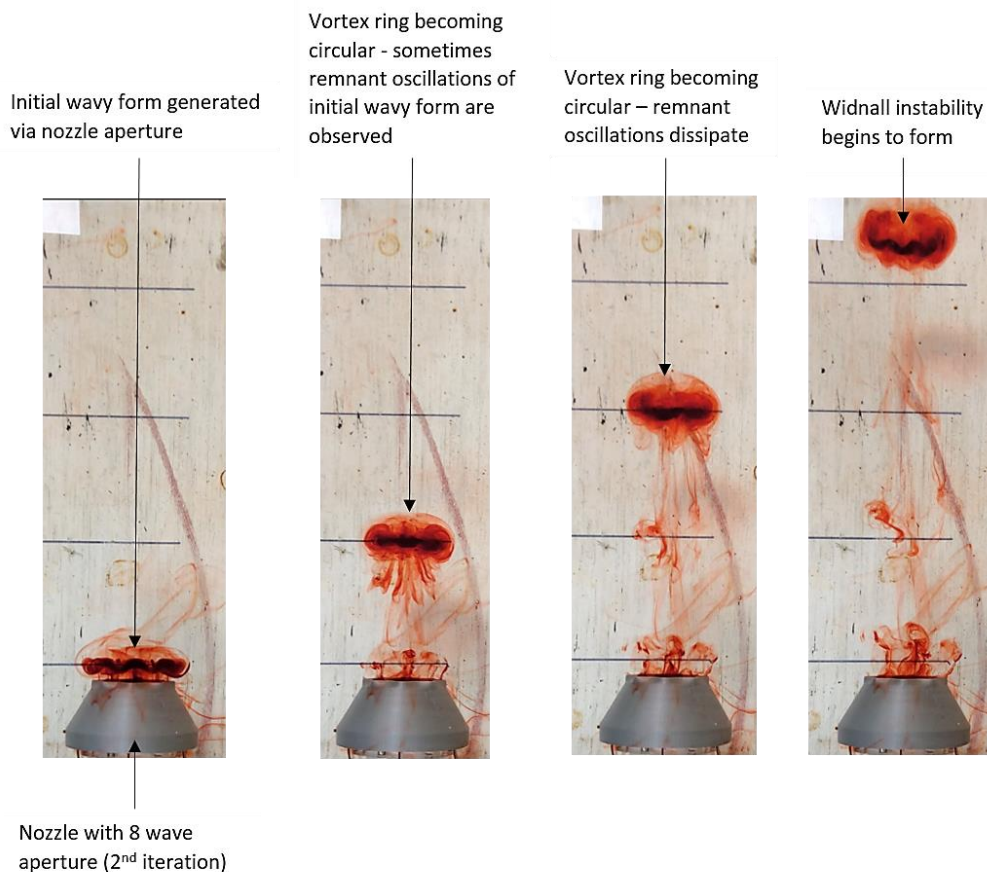 Initial wavy form generated
via nozzle aperture
Vortex ring becoming
circular - sometimes
remnant oscillations of
initial wavy form are
observed
Vortex ring becoming
circular – remnant
oscillations dissipate
Widnall instability
begins to form
Nozzle with 8 wave
aperture (2nd iteration)